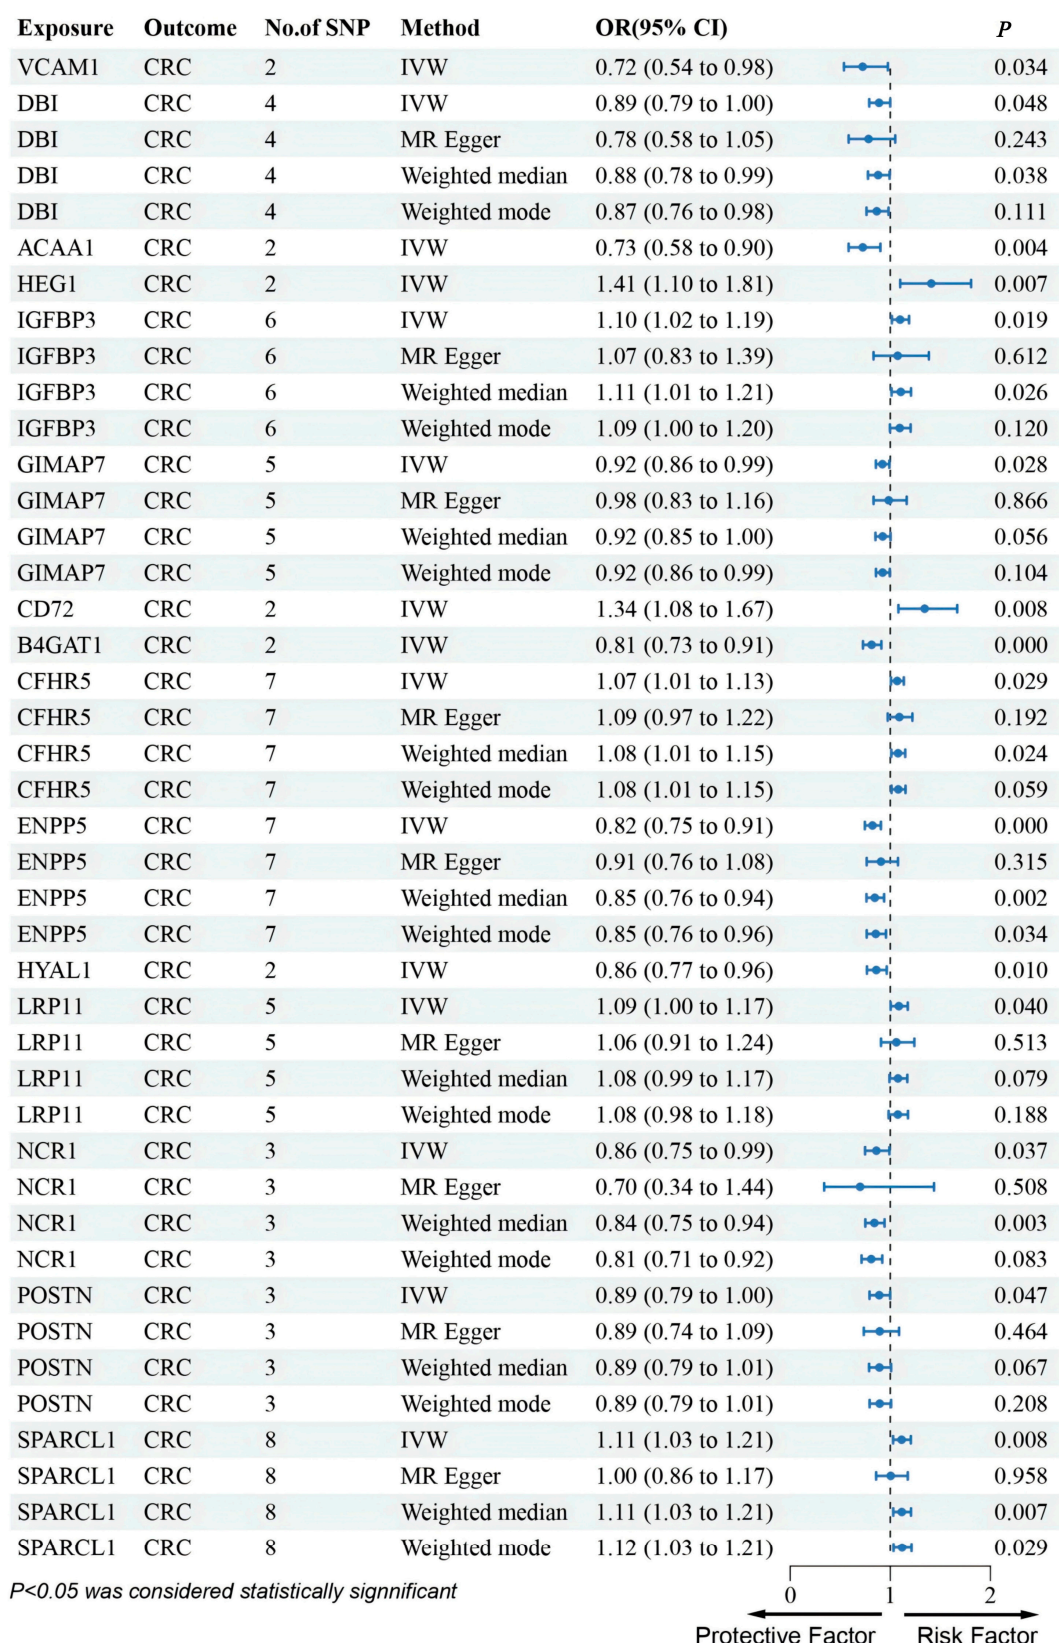 Exposure Outcome No.of SNP Method OR(95% CI) P
VCAM1 CRC 2 IVW 0.72 (0.54 to 0.98) 0.034
DBI CRC 4 IVW 0.89 (0.79 to 1.00) 0.048
DBI CRC 4 MR Egger 0.78 (0.58 to 1.05) 0.243
DBI CRC 4 Weighted median 0.88 (0.78 to 0.99) 0.038
DBI CRC 4 Weighted mode 0.87 (0.76 to 0.98) 0.111
ACAA1 CRC 2 IVW 0.73 (0.58 to 0.90) 0.004
HEG1 CRC 2 IVW 1.41 (1.10 to 1.81) 0.007
IGFBP3 CRC 6 IVW 1.10 (1.02 to 1.19) 0.019
IGFBP3 CRC 6 MR Egger 1.07 (0.83 to 1.39) 0.612
IGFBP3 CRC 6 Weighted median 1.11 (1.01 to 1.21) 0.026
IGFBP3 CRC 6 Weighted mode 1.09 (1.00 to 1.20) 0.120
GIMAP7 CRC 5 IVW 0.92 (0.86 to 0.99) 0.028
GIMAP7 CRC 5 MR Egger 0.98 (0.83 to 1.16) 0.866
GIMAP7 CRC 5 Weighted median 0.92 (0.85 to 1.00) 0.056
GIMAP7 CRC 5 Weighted mode 0.92 (0.86 to 0.99) 0.104
CD72 CRC 2 IVW 1.34 (1.08 to 1.67) 0.008
B4GAT1 CRC 2 IVW 0.81 (0.73 to 0.91) 0.000
CFHR5 CRC 7 IVW 1.07 (1.01 to 1.13) 0.029
CFHR5 CRC 7 MR Egger 1.09 (0.97 to 1.22) 0.192
CFHR5 CRC 7 Weighted median 1.08 (1.01 to 1.15) 0.024
CFHR5 CRC 7 Weighted mode 1.08 (1.01 to 1.15) 0.059
ENPP5 CRC 7 IVW 0.82 (0.75 to 0.91) 0.000
ENPP5 CRC 7 MR Egger 0.91 (0.76 to 1.08) 0.315
ENPP5 CRC 7 Weighted median 0.85 (0.76 to 0.94) 0.002
ENPP5 CRC 7 Weighted mode 0.85 (0.76 to 0.96) 0.034
HYAL1 CRC 2 IVW 0.86 (0.77 to 0.96) 0.010
LRP11 CRC 5 IVW 1.09 (1.00 to 1.17) 0.040
LRP11 CRC 5 MR Egger 1.06 (0.91 to 1.24) 0.513
LRP11 CRC 5 Weighted median 1.08 (0.99 to 1.17) 0.079
LRP11 CRC 5 Weighted mode 1.08 (0.98 to 1.18) 0.188
NCR1 CRC 3 IVW 0.86 (0.75 to 0.99) 0.037
NCR1 CRC 3 MR Egger 0.70 (0.34 to 1.44) 0.508
NCR1 CRC 3 Weighted median 0.84 (0.75 to 0.94) 0.003
NCR1 CRC 3 Weighted mode 0.81 (0.71 to 0.92) 0.083
POSTN CRC 3 IVW 0.89 (0.79 to 1.00) 0.047
POSTN CRC 3 MR Egger 0.89 (0.74 to 1.09) 0.464
POSTN CRC 3 Weighted median 0.89 (0.79 to 1.01) 0.067
POSTN CRC 3 Weighted mode 0.89 (0.79 to 1.01) 0.208
SPARCL1 CRC 8 IVW 1.11 (1.03 to 1.21) 0.008
SPARCL1 CRC 8 MR Egger 1.00 (0.86 to 1.17) 0.958
SPARCL1 CRC 8 Weighted median 1.11 (1.03 to 1.21) 0.007
SPARCL1 CRC 8 Weighted mode 1.12 (1.03 to 1.21) 0.029
P<0.05 was considered statistically signnificant 0 1 2
Protective Factor Risk Factor